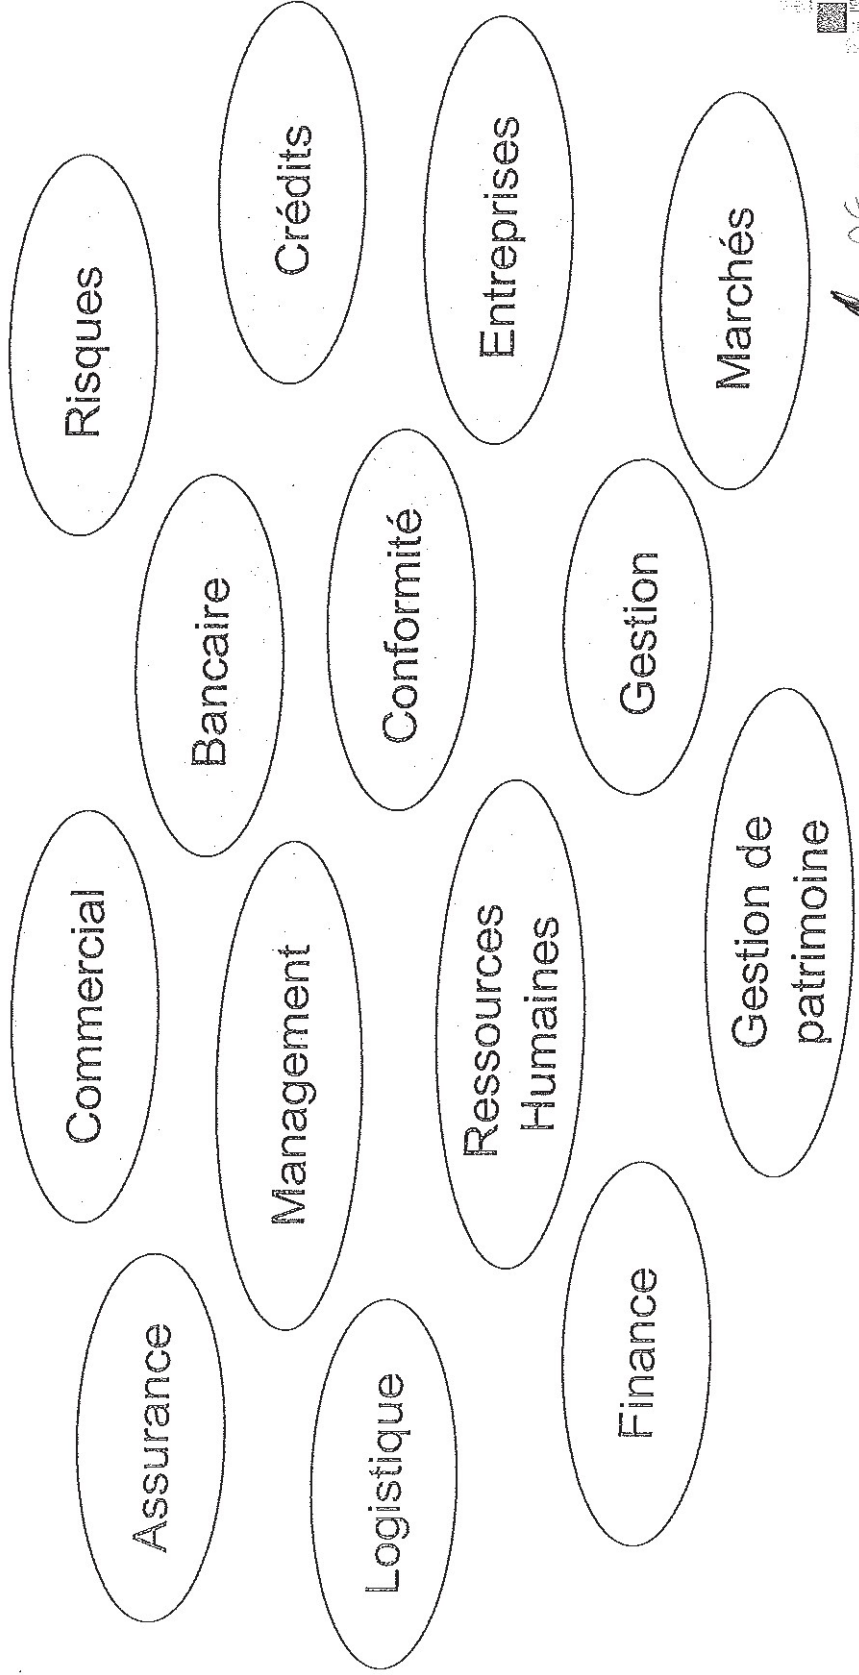 Risques
Commercial
Assurance
Bancaire
Crédits
Management
Conformité
Logistique
Entreprises
Ressources
Humaines
Gestion
Finance
Marchés
Gestion de
patrimoine